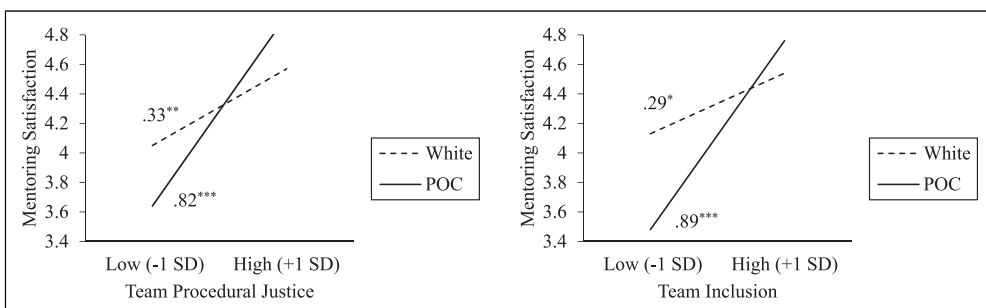 Mentoring Satisfaction
4.8
4.6
4.4
4.2
4
3.8
3.6
3.4
.33**
.82***
White
POC
Low (-1 SD) High (+1 SD)
Team Procedural Justice
Mentoring Satisfaction
4.8
4.6
4.4
4.2
4
3.8
3.6
3.4
.29*
.89***
White
POC
Low (-1 SD) High (+1 SD)
Team Inclusion